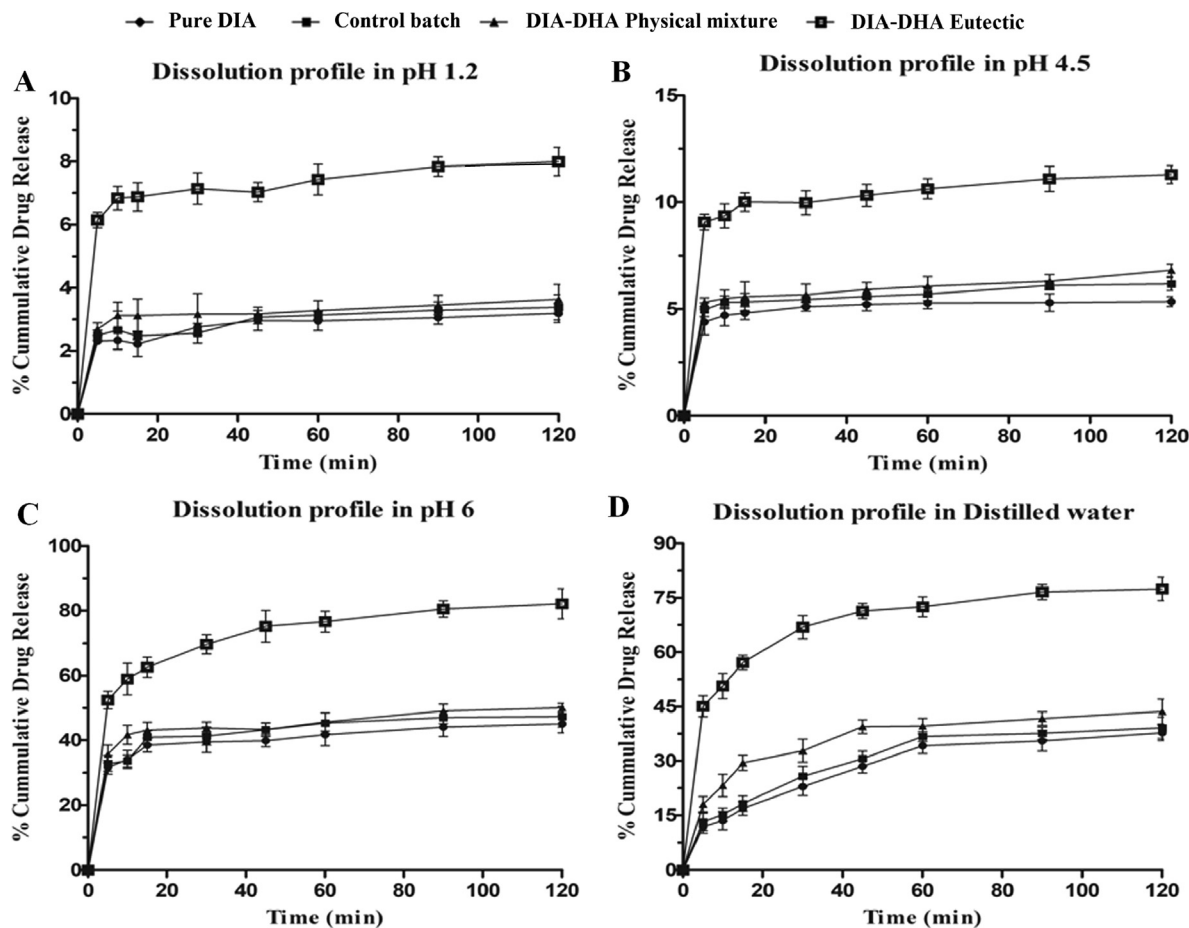 Pure DIA Control batch DIA-DHA Physical mixture DIA-DHA Eutectic
A
Dissolution profile in pH 1.2
% Cummulative Drug Release
10
8
6
4
2
0
0 20 40 60 80 100 120
Time (min)
B
Dissolution profile in pH 4.5
% Cummulative Drug Release
15
10
5
0
0 20 40 60 80 100 120
Time (min)
C
Dissolution profile in pH 6
% Cummulative Drug Release
100
80
60
40
20
0
0 20 40 60 80 100 120
Time (min)
D
Dissolution profile in Distilled water
% Cummulative Drug Release
90
75
60
45
30
15
0
0 20 40 60 80 100 120
Time (min)